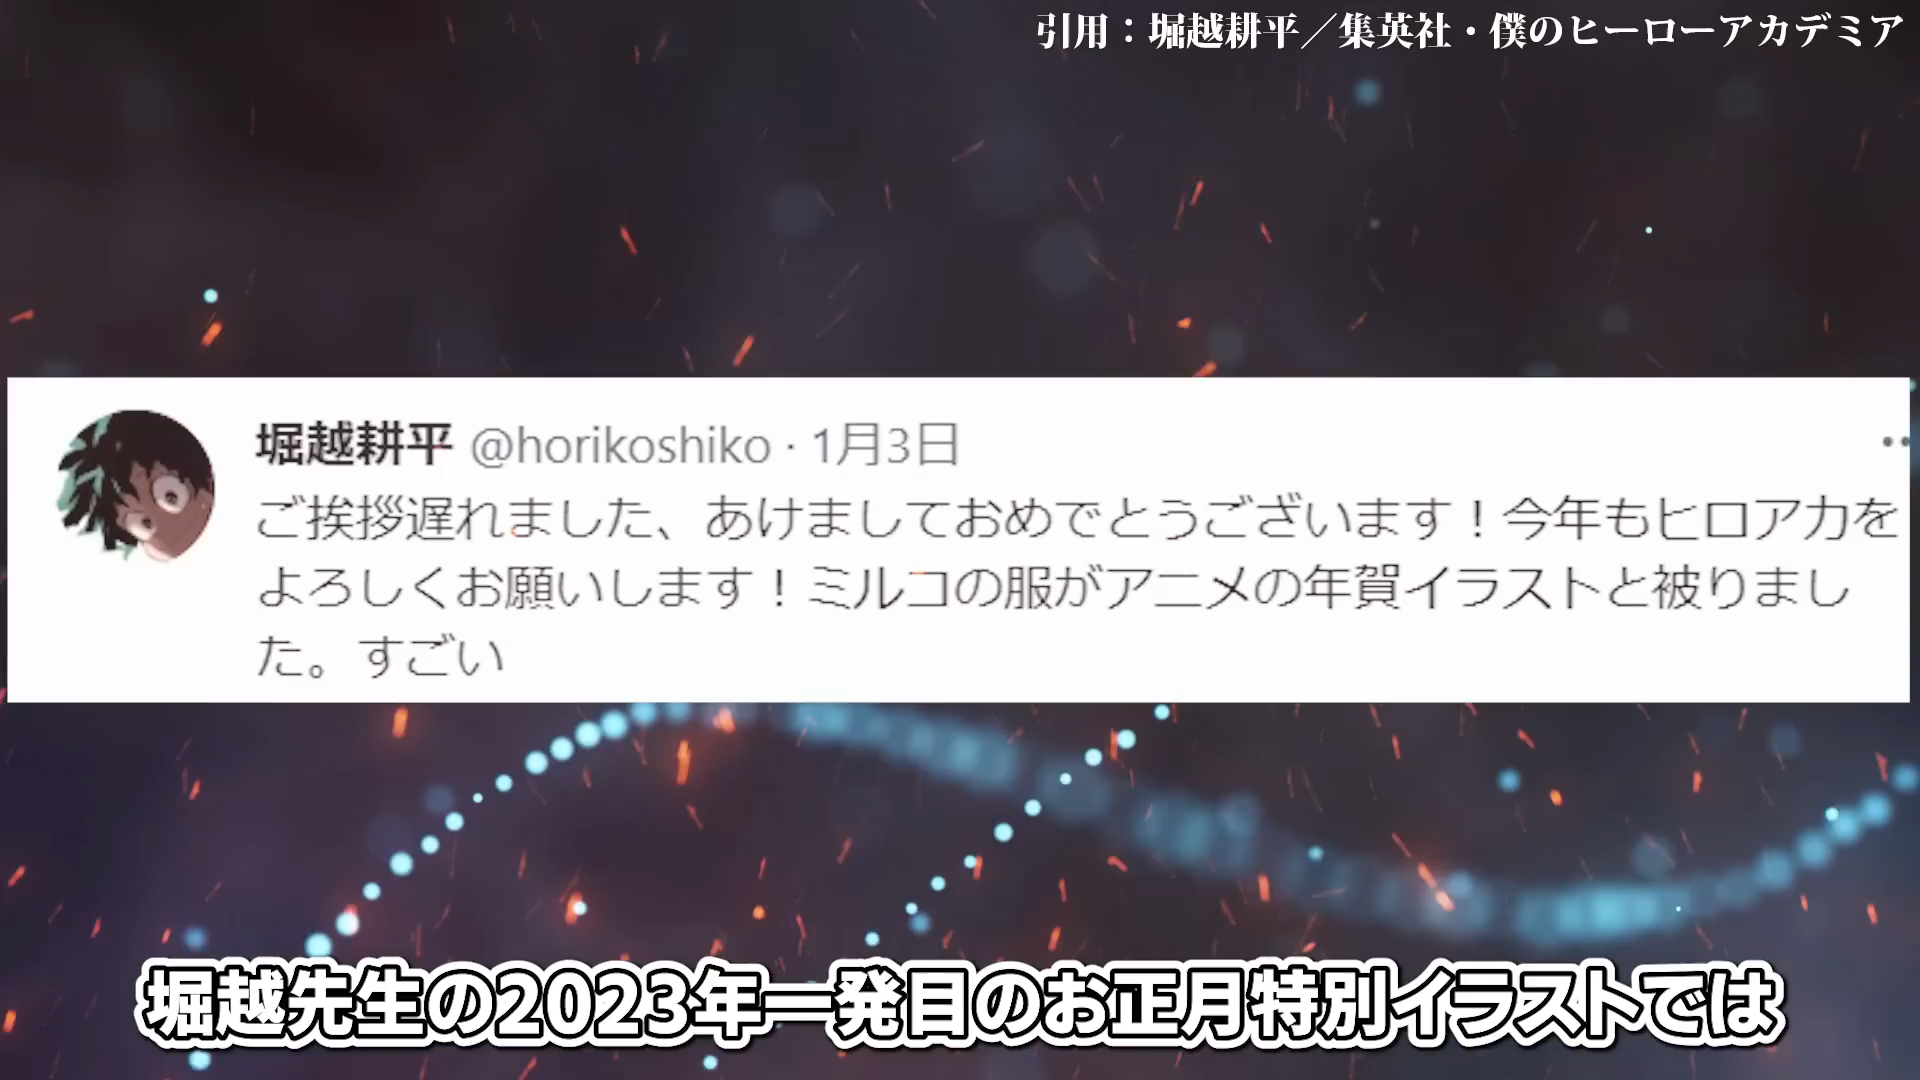 引用：堀越耕平／集英社・僕のヒーローアカデミア
堀越耕平 @horikoshiko · 1月3日
ご挨拶遅れました、あけましておめでとうございます！今年もヒロアカを
よろしくお願いします！ミルコの服がアニメの年賀イラストと被りまし
た。すごい
堀越先生の2023年一発目のお正月特別イラストでは